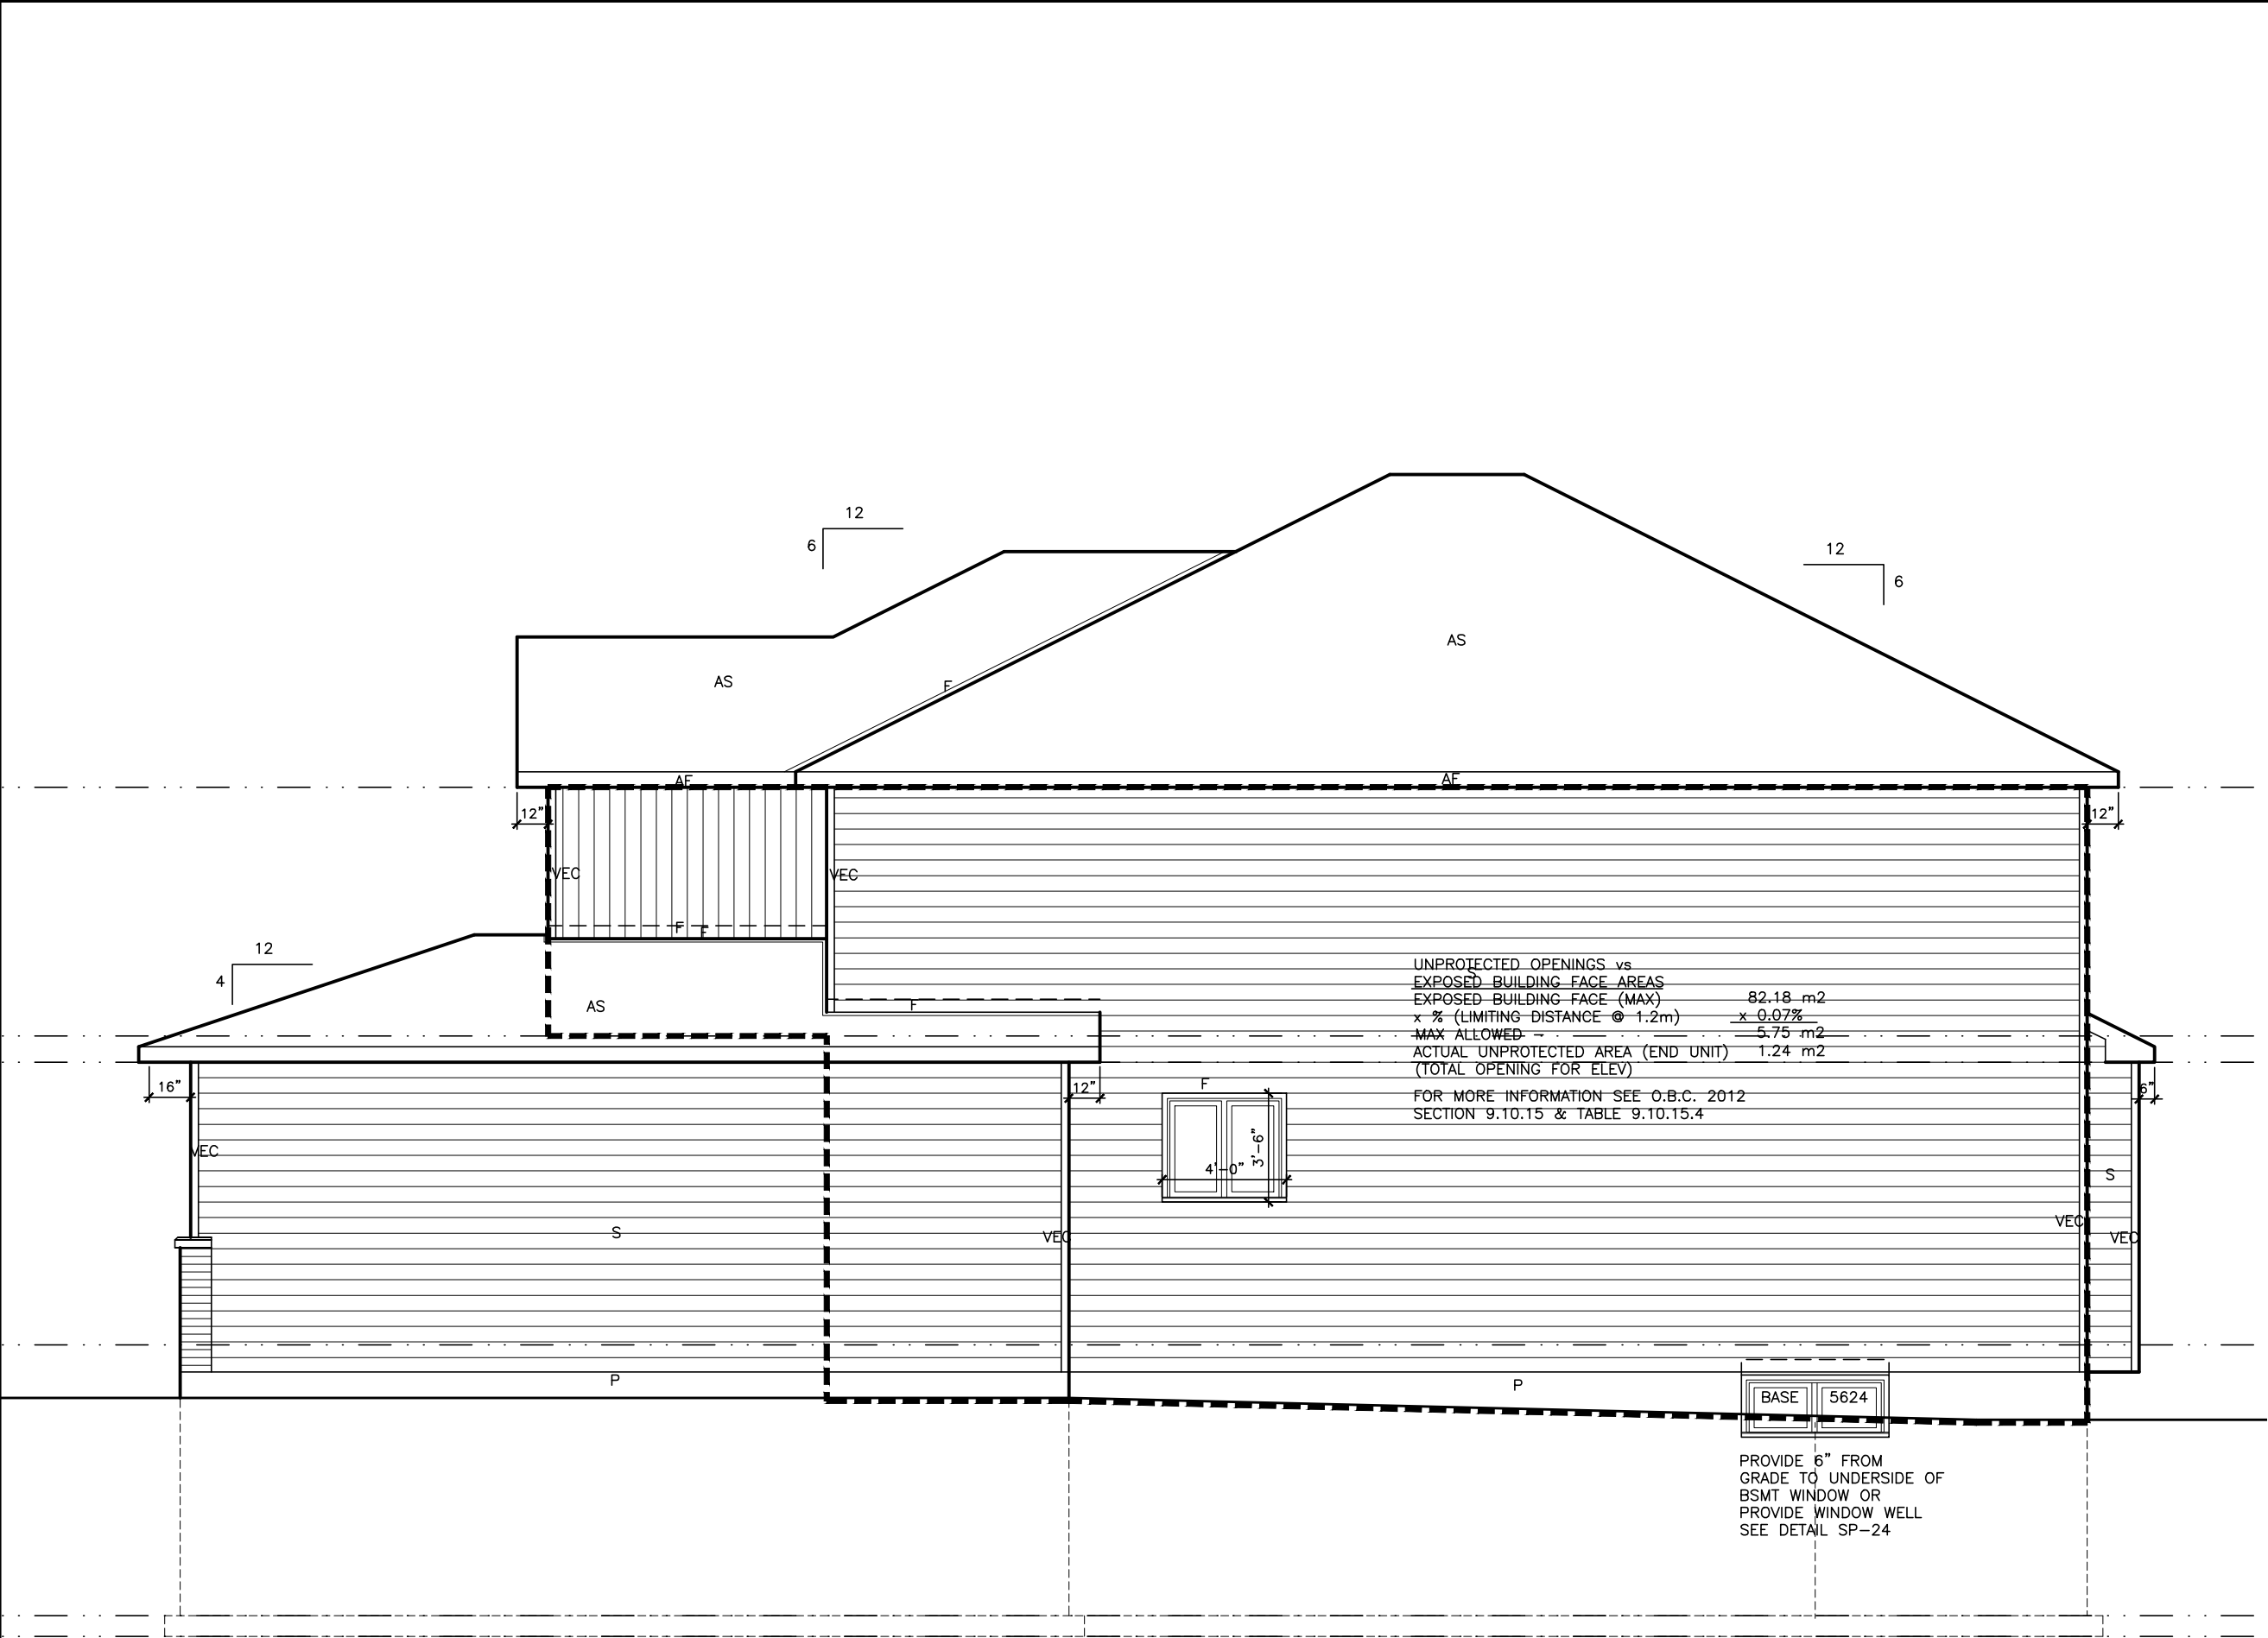 12
6
12
6
AS
AS
F
AF
AF
12"
12"
VEC
VEC
F
F
12
4
AS
F
UNPROTECTED OPENINGS vs
S
EXPOSED BUILDING FACE AREAS
EXPOSED BUILDING FACE (MAX) 82.18 m2
x % (LIMITING DISTANCE @ 1.2m) x 0.07%
MAX ALLOWED - 5.75 m2
ACTUAL UNPROTECTED AREA (END UNIT) 1.24 m2
(TOTAL OPENING FOR ELEV)
FOR MORE INFORMATION SEE O.B.C. 2012
SECTION 9.10.15 & TABLE 9.10.15.4
16"
12"
F
6"
3'-6"
4'-0"
VEC
S
S
VEC
VEC
VEC
P
P
BASE 5624
PROVIDE 6" FROM
GRADE TO UNDERSIDE OF
BSMT WINDOW OR
PROVIDE WINDOW WELL
SEE DETAIL SP-24